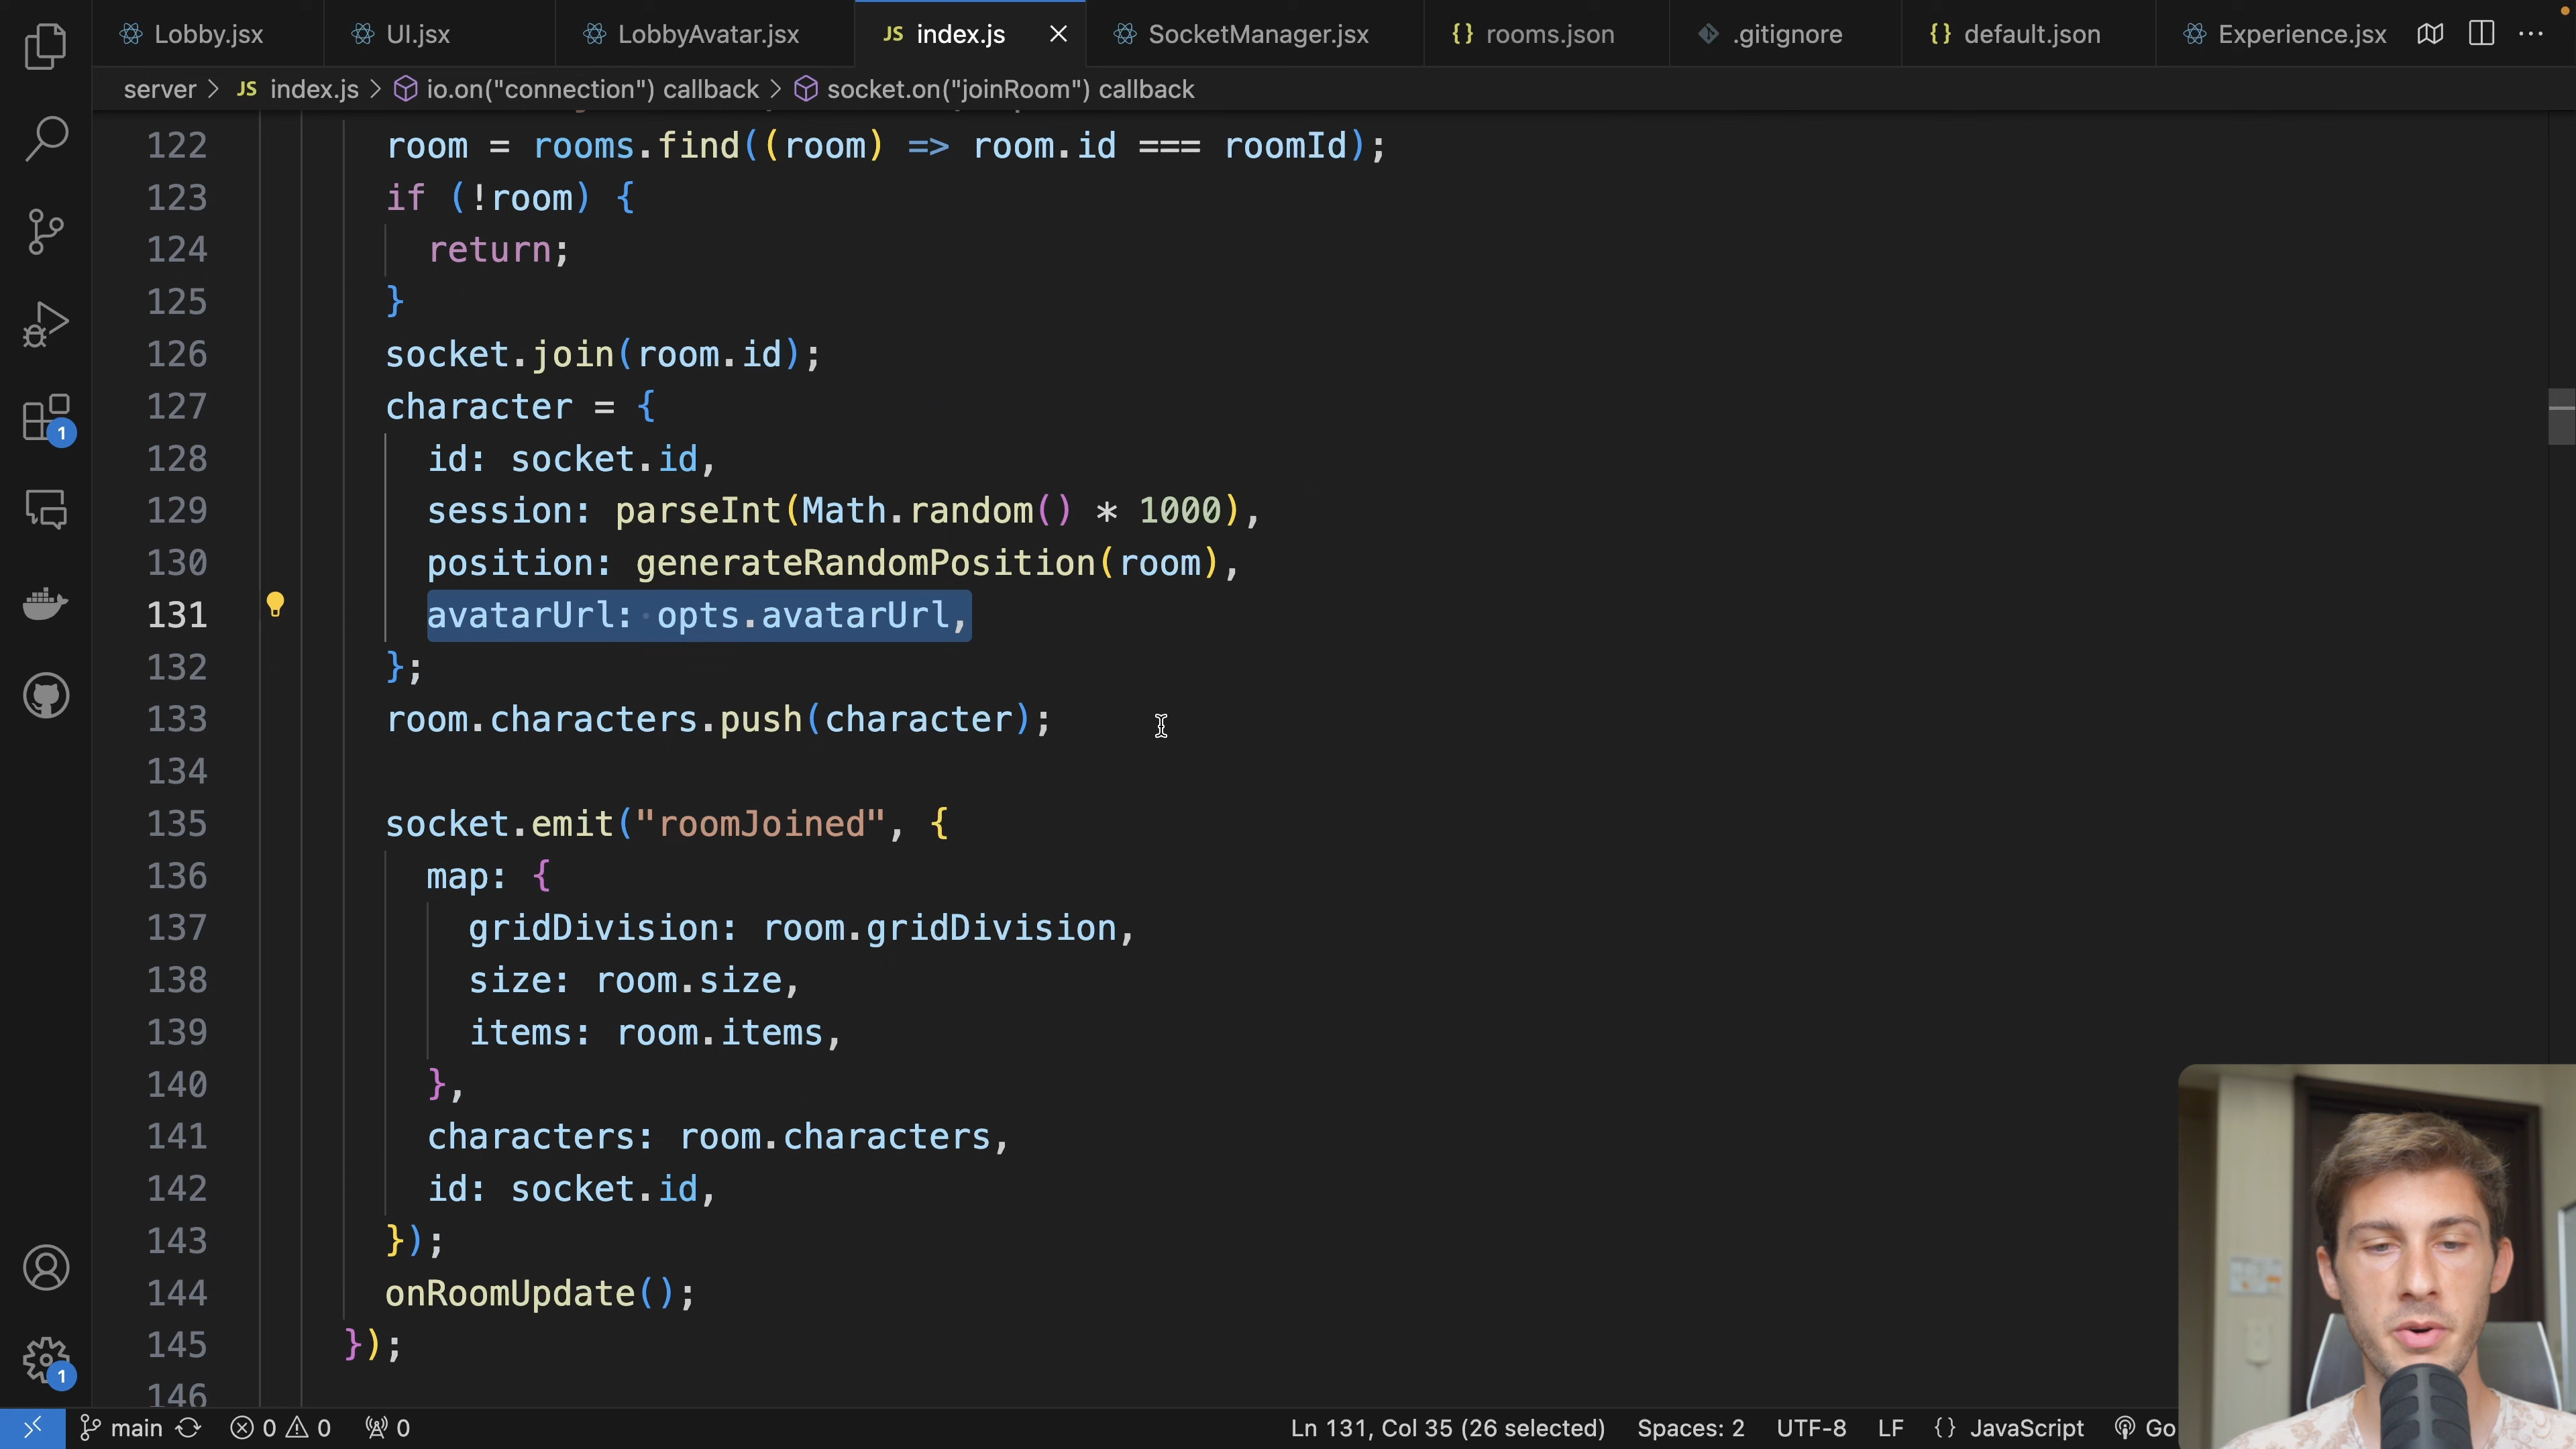 Lobby.jsx UI.jsx LobbyAvatar.jsx JS index.js SocketManager.jsx {} rooms.json .gitignore {} default.json Experience.jsx
server > JS index.js > io.on("connection") callback > socket.on("joinRoom") callback
122 room = rooms.find((room) => room.id === roomId);
123 if (!room) {
124 return;
125 }
126 socket.join(room.id);
127 character = {
128 id: socket.id,
129 session: parseInt(Math.random() * 1000),
130 position: generateRandomPosition(room),
131 avatarUrl: opts.avatarUrl,
132 };
133 room.characters.push(character);
134
135 socket.emit("roomJoined", {
136 map: {
137 gridDivision: room.gridDivision,
138 size: room.size,
139 items: room.items,
140 },
141 characters: room.characters,
142 id: socket.id,
143 });
144 onRoomUpdate();
145 });
146
1
1
main 0 0 0 Ln 131, Col 35 (26 selected) Spaces: 2 UTF-8 LF {} JavaScript Go